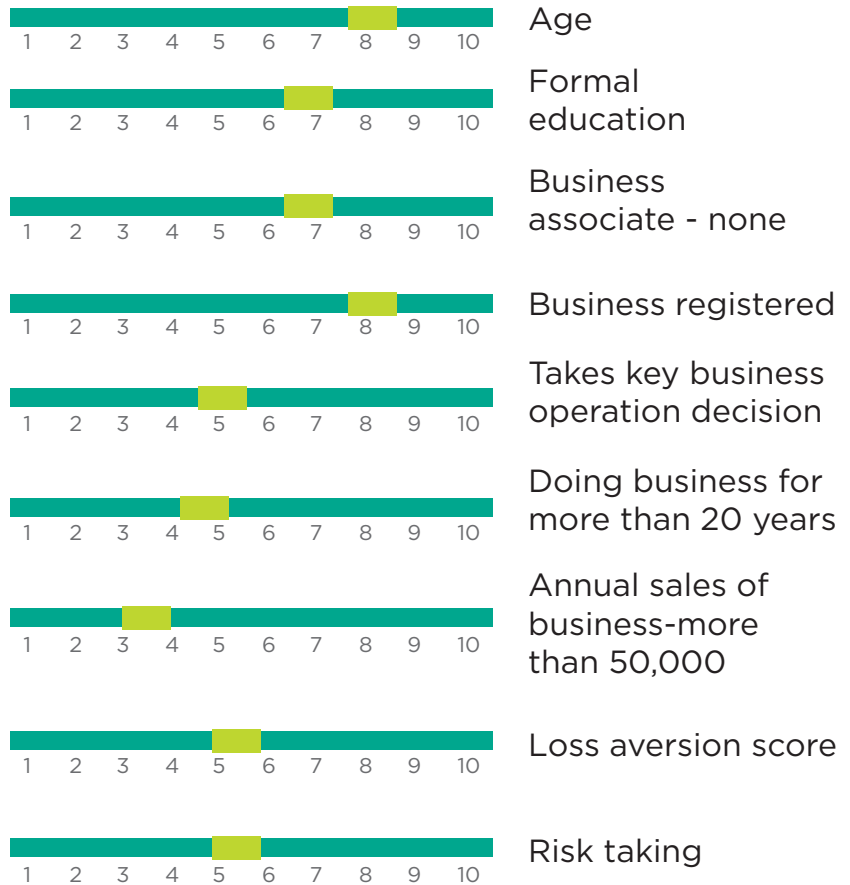 Age
1 2 3 4 5 6 7 8 9 10
Formal
education
1 2 3 4 5 6 7 8 9 10
Business
associate - none
1 2 3 4 5 6 7 8 9 10
Business registered
1 2 3 4 5 6 7 8 9 10
Takes key business
operation decision
1 2 3 4 5 6 7 8 9 10
Doing business for
more than 20 years
1 2 3 4 5 6 7 8 9 10
Annual sales of
business-more
than 50,000
1 2 3 4 5 6 7 8 9 10
Loss aversion score
1 2 3 4 5 6 7 8 9 10
Risk taking
1 2 3 4 5 6 7 8 9 10